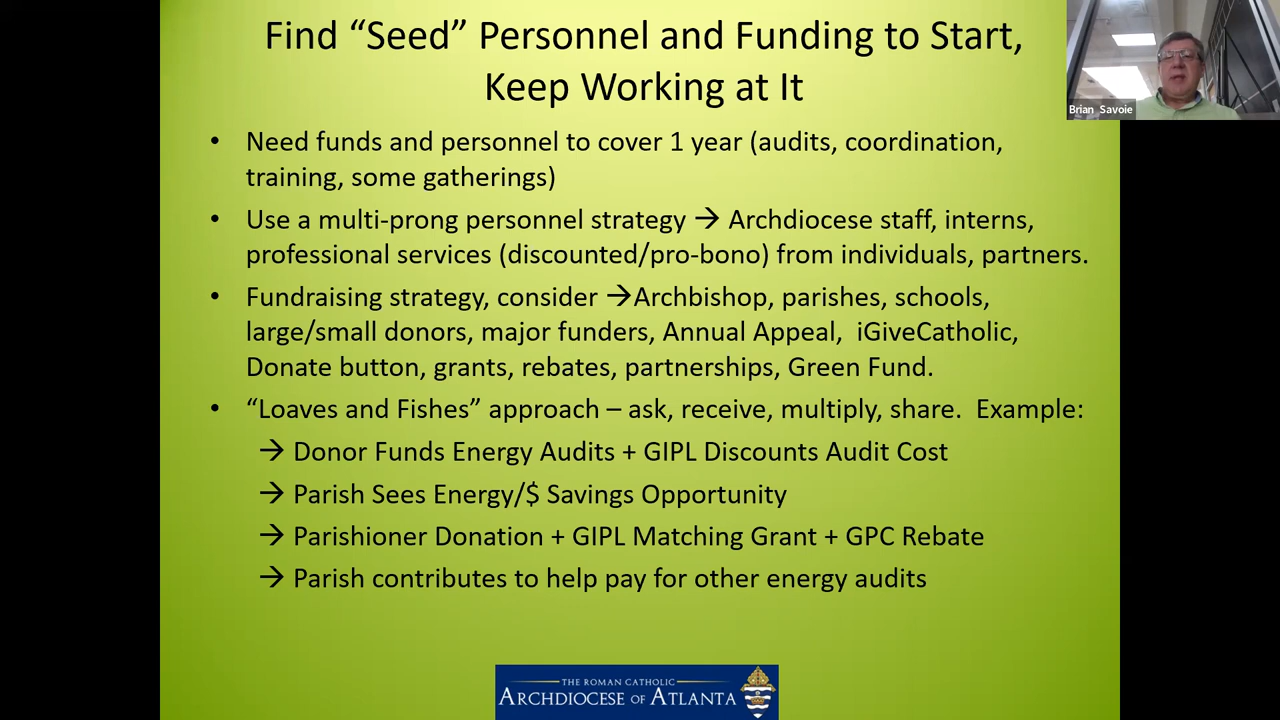 Find “Seed” Personnel and Funding to Start,
Keep Working at It
Brian Savoie
• Need funds and personnel to cover 1 year (audits, coordination,
training, some gatherings)
• Use a multi-prong personnel strategy → Archdiocese staff, interns,
professional services (discounted/pro-bono) from individuals, partners.
• Fundraising strategy, consider →Archbishop, parishes, schools,
large/small donors, major funders, Annual Appeal, iGiveCatholic,
Donate button, grants, rebates, partnerships, Green Fund.
• “Loaves and Fishes” approach – ask, receive, multiply, share. Example:
→ Donor Funds Energy Audits + GIPL Discounts Audit Cost
→ Parish Sees Energy/$ Savings Opportunity
→ Parishioner Donation + GIPL Matching Grant + GPC Rebate
→ Parish contributes to help pay for other energy audits
THE ROMAN CATHOLIC
ARCHDIOCESE OF ATLANTA